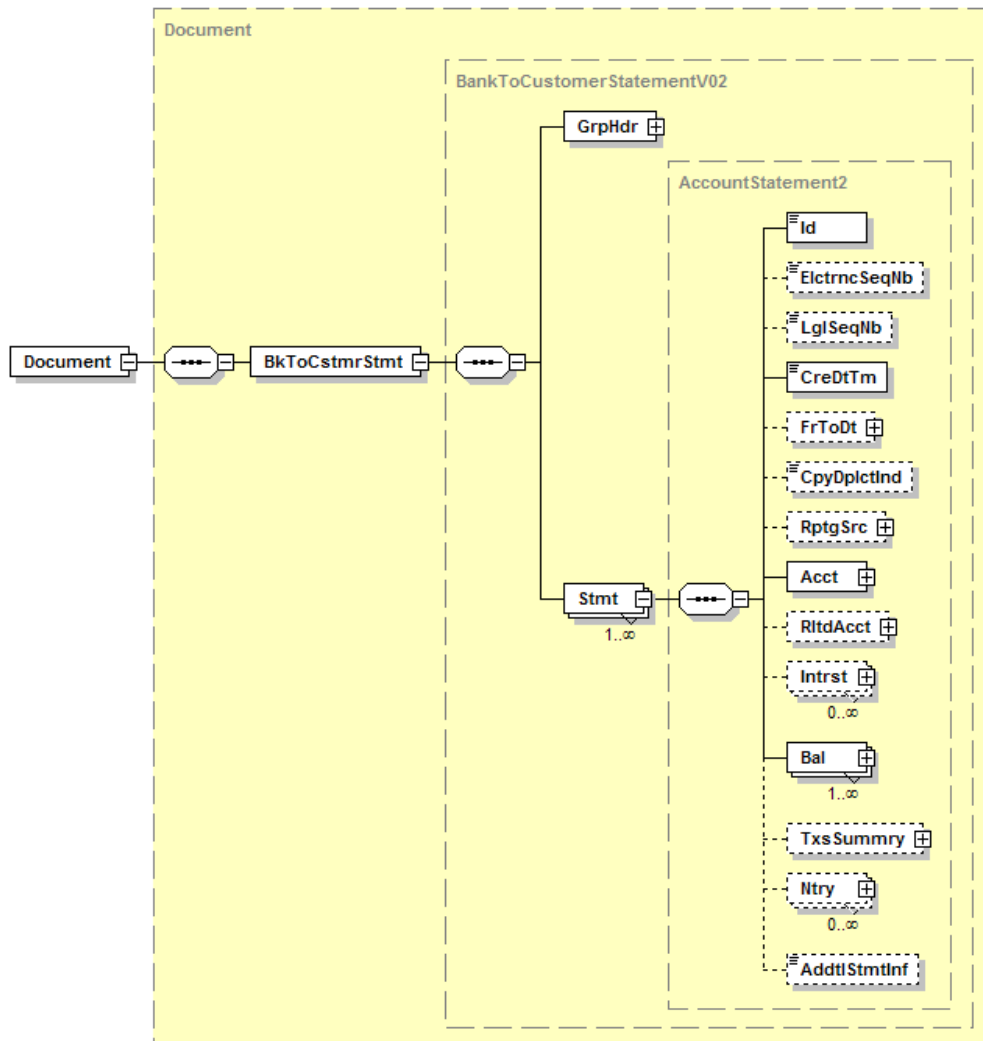 Document
BankToCustomerStatementV02
GrpHdr
AccountStatement2
Id
ElctrncSeqNb
LglSeqNb
Document
BkToCstmrStmt
CreDtTm
FrToDt
CpyDplctInd
RptgSrc
Acct
Stmt
1..∞
RltdAcct
Intrst
0..∞
Bal
1..∞
TxsSummry
Ntry
0..∞
AddtlStmtInf